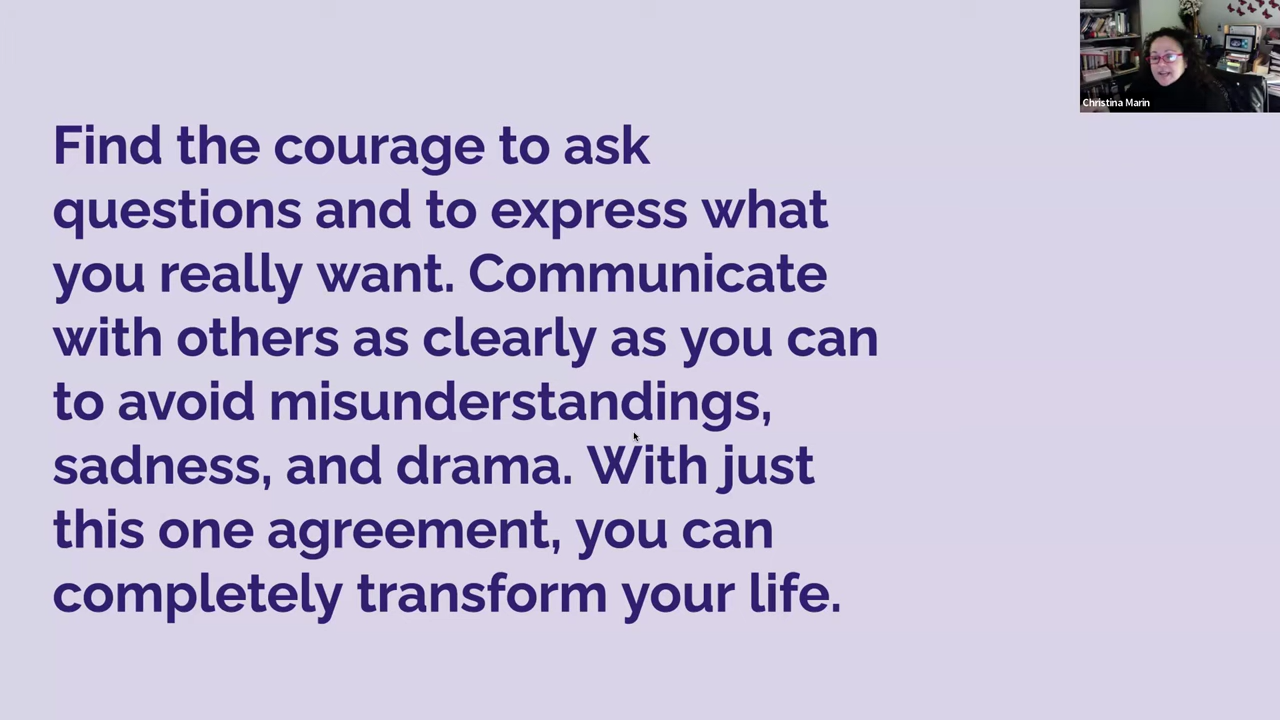 Christina Marin
Find the courage to ask
questions and to express what
you really want. Communicate
with others as clearly as you can
to avoid misunderstandings,
sadness, and drama. With just
this one agreement, you can
completely transform your life.